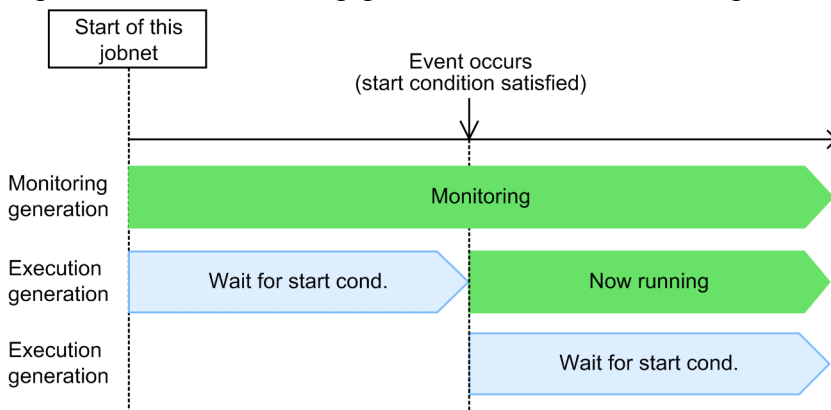 Start of this
jobnet
Event occurs
(start condition satisfied)
Monitoring
generation
Monitoring
Execution
generation
Wait for start cond.
Now running
Execution
generation
Wait for start cond.